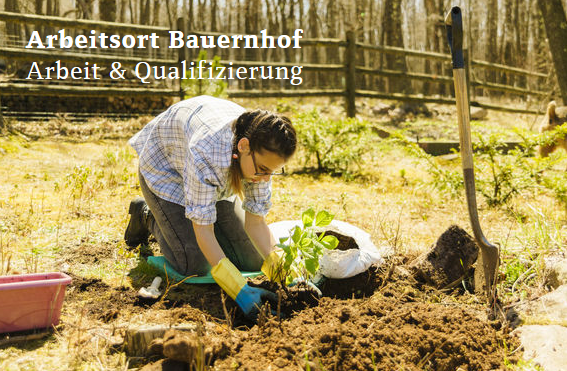 Arbeitsort Bauernhof
Arbeit & Qualifizierung